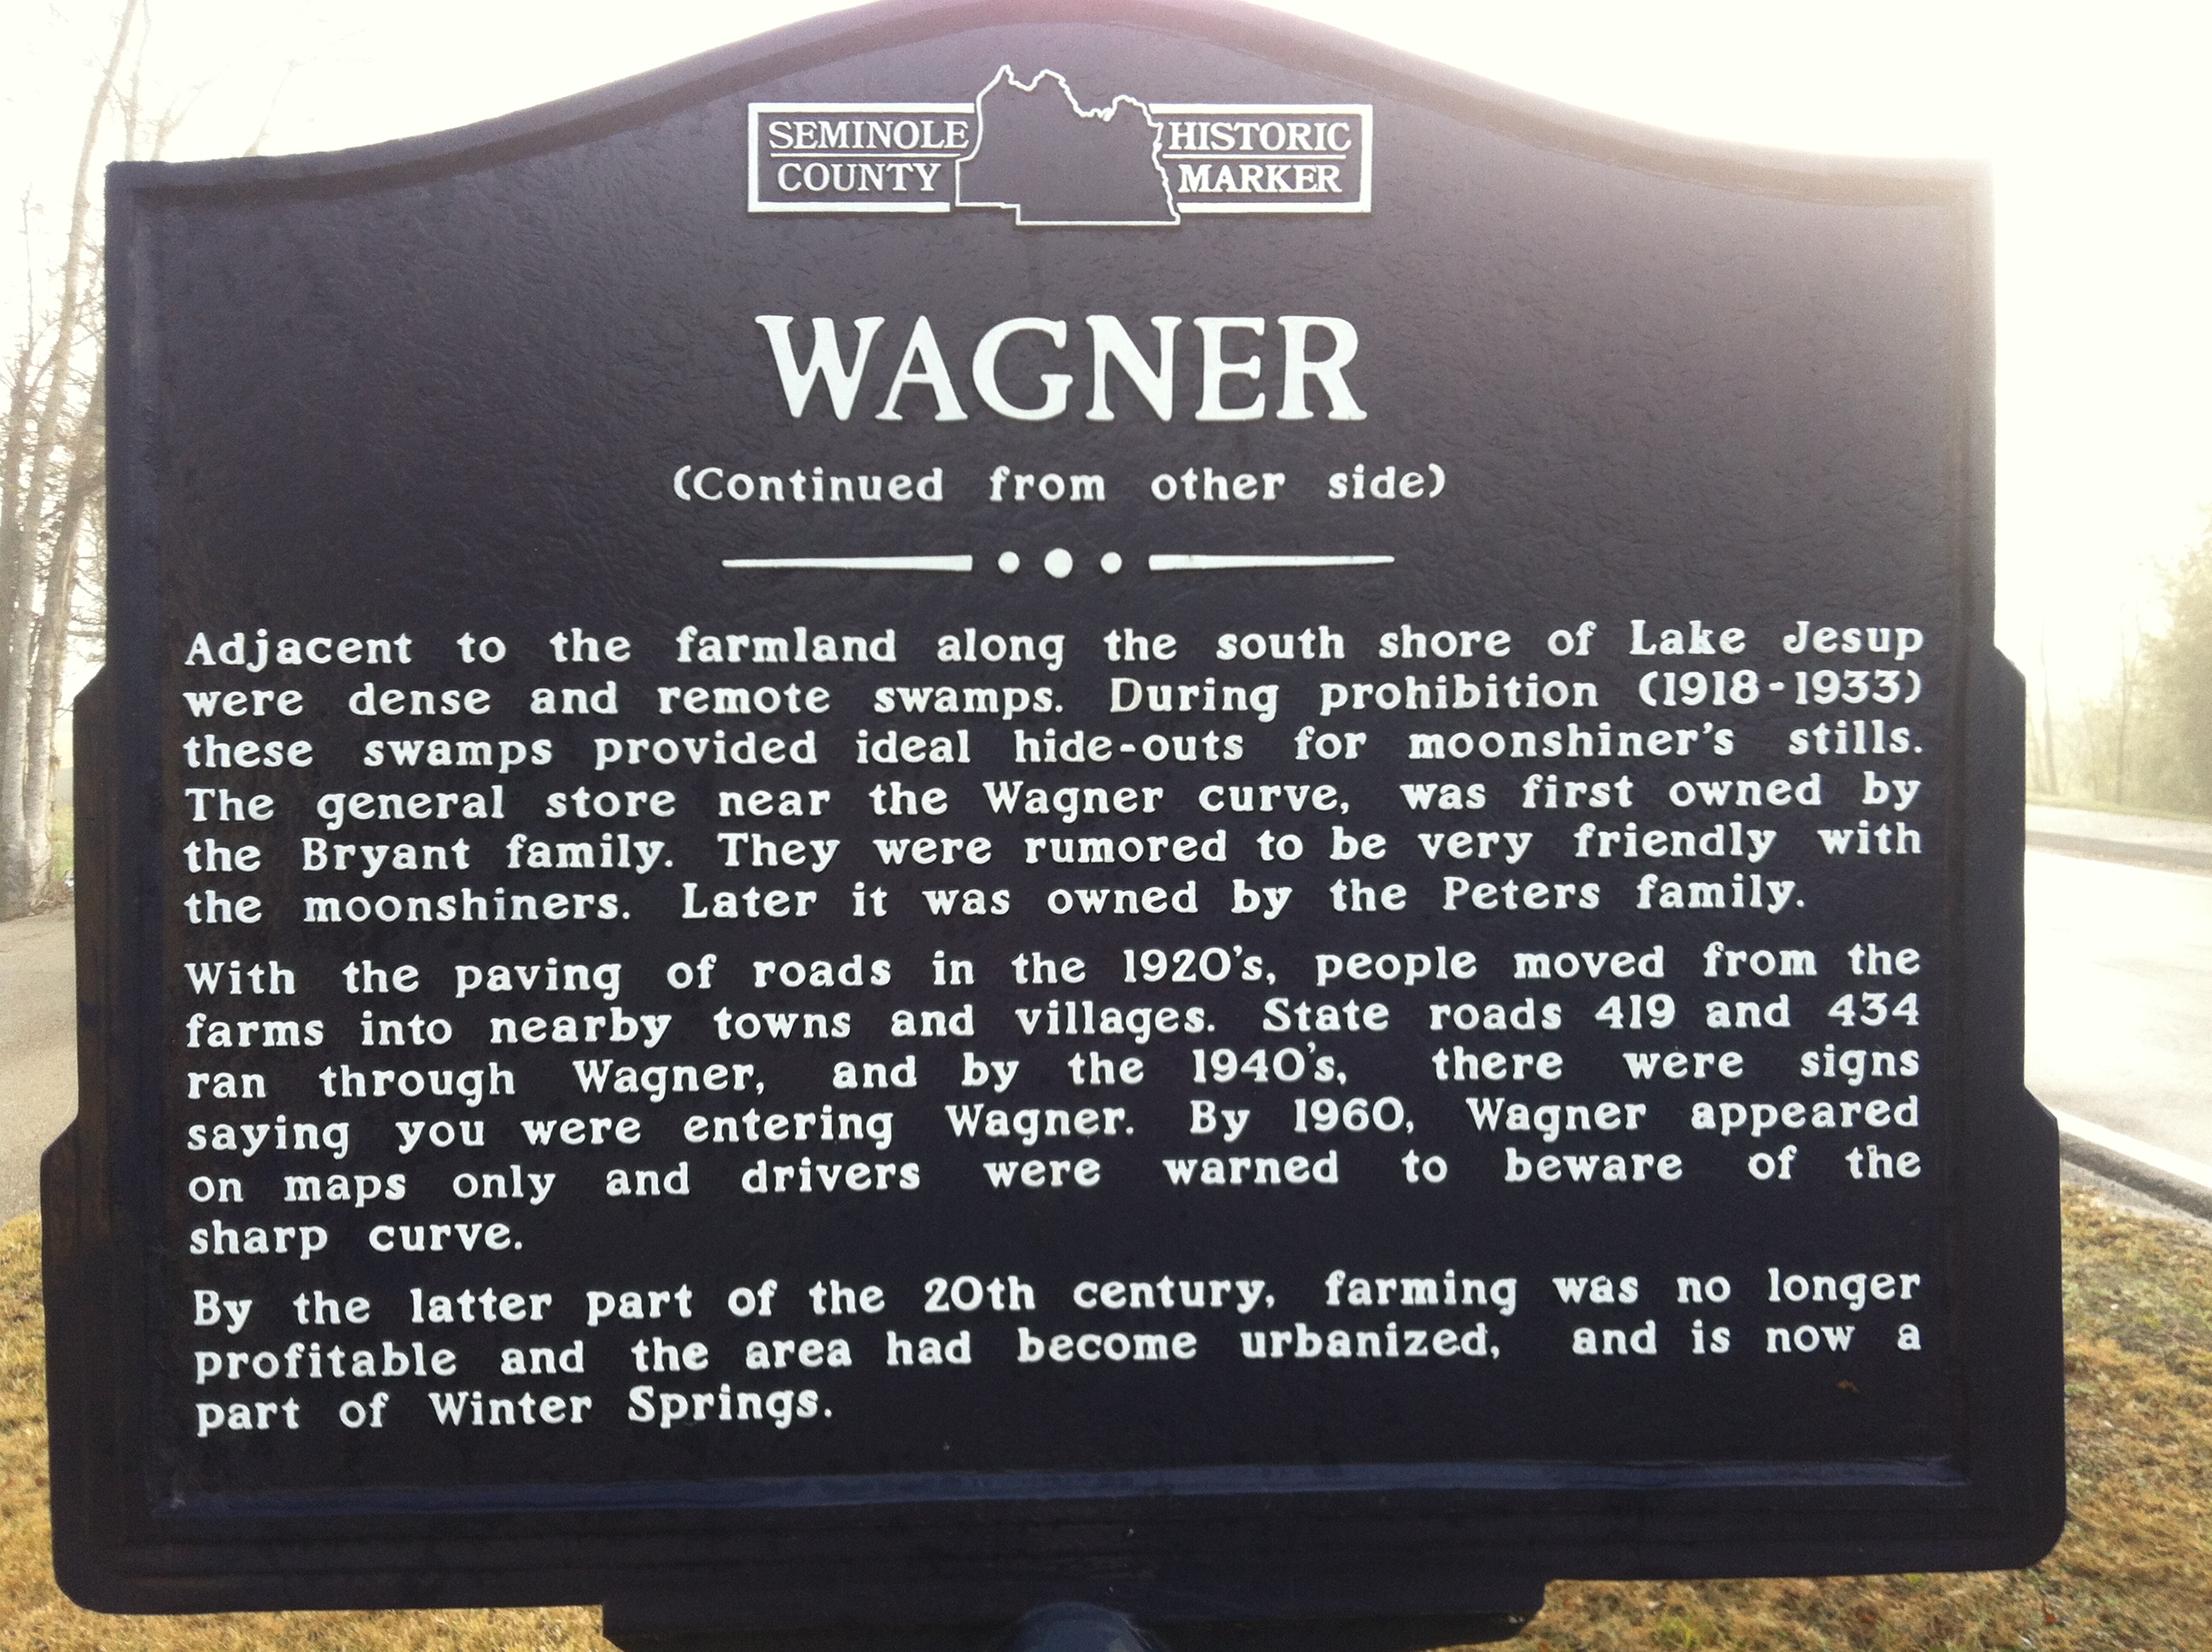 SEMINOLE COUNTY HISTORIC MARKER
WAGNER
(Continued from other side)
Adjacent to the farmland along the south shore of Lake Jesup
were dense and remote swamps. During prohibition (1918-1933)
these swamps provided ideal hide-outs for moonshiner's stills.
The general store near the Wagner curve, was first owned by
the Bryant family. They were rumored to be very friendly with
the moonshiners. Later it was owned by the Peters family.
With the paving of roads in the 1920's, people moved from the
farms into nearby towns and villages. State roads 419 and 434
ran through Wagner, and by the 1940's, there were signs
saying you were entering Wagner. By 1960, Wagner appeared
on maps only and drivers were warned to beware of the
sharp curve.
By the latter part of the 20th century, farming was no longer
profitable and the area had become urbanized, and is now a
part of Winter Springs.